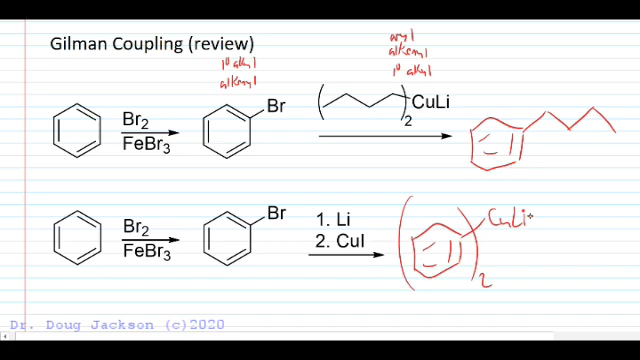 Gilman Coupling (review)
aryl
alkenyl
1° alkyl
1° alkyl
alkenyl
Br2
FeBr3
Br
( )2 CuLi
Br2
FeBr3
Br
1. Li
2. CuI
( )2 CuLi
Dr. Doug Jackson (c)2020